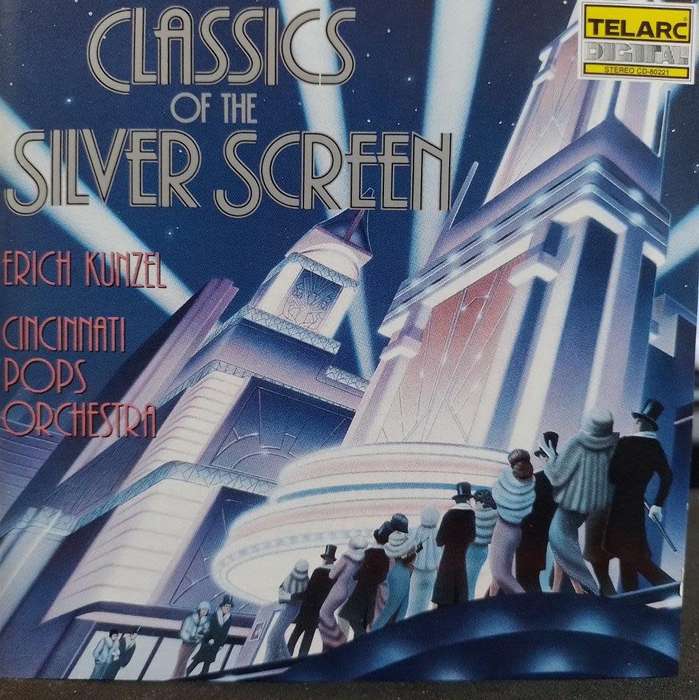 CLASSICS
OF THE
SILVER SCREEN
TELARC
DIGITAL
STEREO CD-80221
ERICH KUNZEL
CINCINNATI
POPS
ORCHESTRA